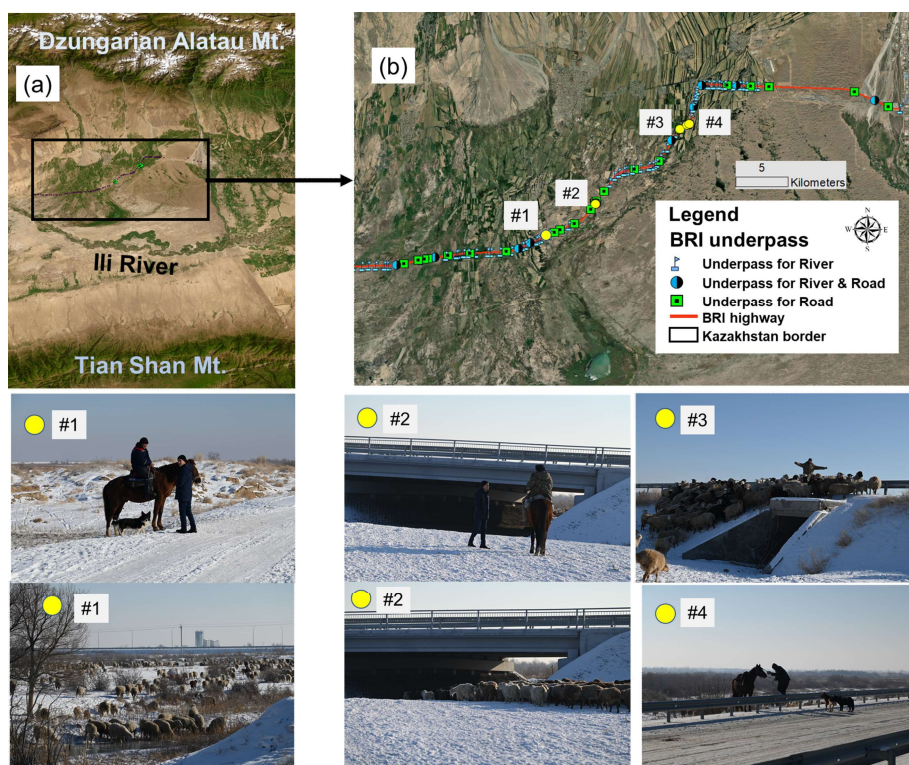 Dzungarian Alatau Mt.
(a)
Ili River
Tian Shan Mt.
(b)
#3
#4
#2
#1
5
Kilometers
Legend
BRI underpass
N
W
E
S
Underpass for River
Underpass for River & Road
Underpass for Road
BRI highway
Kazakhstan border
#1
#2
#3
#1
#2
#4